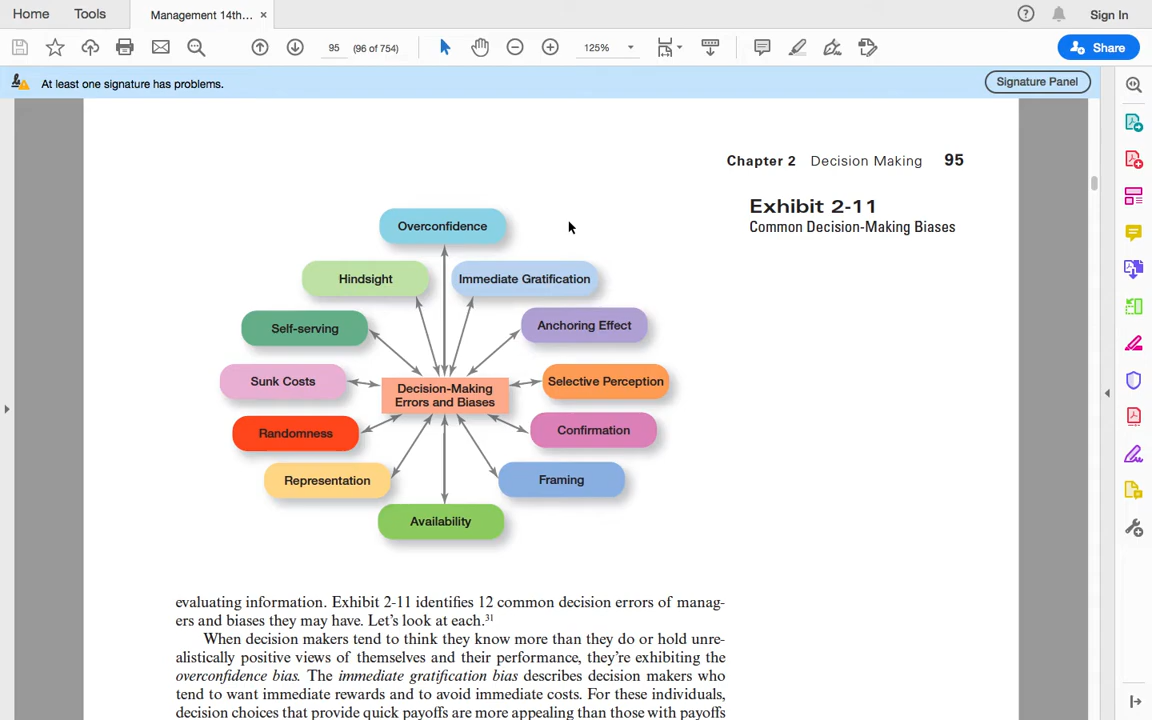 Home Tools Management 14th... × Sign In
95 (96 of 754) 125% Share
At least one signature has problems. Signature Panel
Chapter 2 Decision Making 95
Exhibit 2-11
Common Decision-Making Biases
Overconfidence
Hindsight
Immediate Gratification
Self-serving
Anchoring Effect
Sunk Costs
Decision-Making
Errors and Biases
Selective Perception
Randomness
Confirmation
Representation
Framing
Availability
evaluating information. Exhibit 2-11 identifies 12 common decision errors of manag-
ers and biases they may have. Let's look at each.³¹
When decision makers tend to think they know more than they do or hold unre-
alistically positive views of themselves and their performance, they're exhibiting the
overconfidence bias. The immediate gratification bias describes decision makers who
tend to want immediate rewards and to avoid immediate costs. For these individuals,
decision choices that provide quick payoffs are more appealing than those with payoffs